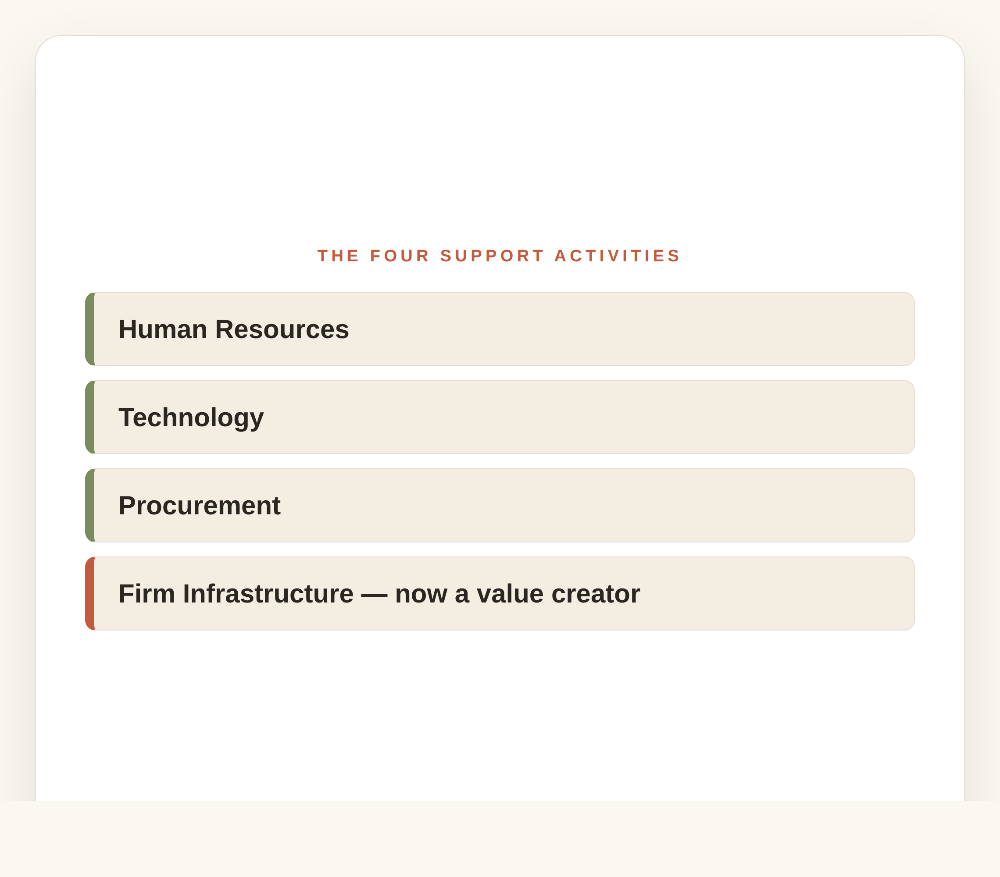 THE FOUR SUPPORT ACTIVITIES
Human Resources
Technology
Procurement
Firm Infrastructure — now a value creator